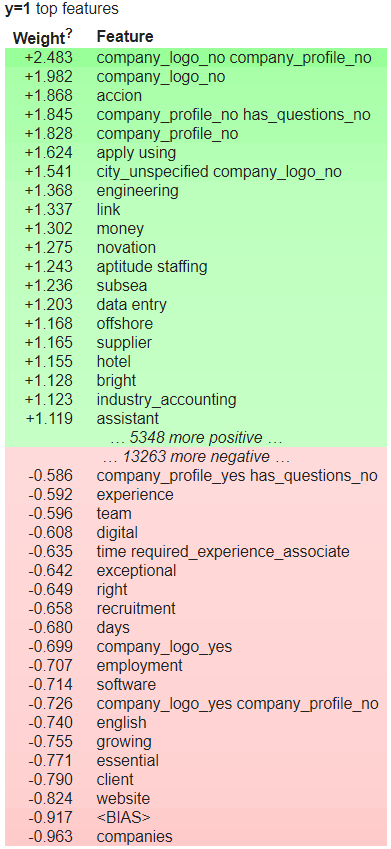 y=1 top features
Weight? Feature
+2.483 company_logo_no company_profile_no
+1.982 company_logo_no
+1.868 accion
+1.845 company_profile_no has_questions_no
+1.828 company_profile_no
+1.624 apply using
+1.541 city_unspecified company_logo_no
+1.368 engineering
+1.337 link
+1.302 money
+1.275 novation
+1.243 aptitude staffing
+1.236 subsea
+1.203 data entry
+1.168 offshore
+1.165 supplier
+1.155 hotel
+1.128 bright
+1.123 industry_accounting
+1.119 assistant
… 5348 more positive …
… 13263 more negative …
-0.586 company_profile_yes has_questions_no
-0.592 experience
-0.596 team
-0.608 digital
-0.635 time required_experience_associate
-0.642 exceptional
-0.649 right
-0.658 recruitment
-0.680 days
-0.699 company_logo_yes
-0.707 employment
-0.714 software
-0.726 company_logo_yes company_profile_no
-0.740 english
-0.755 growing
-0.771 essential
-0.790 client
-0.824 website
-0.917 <BIAS>
-0.963 companies